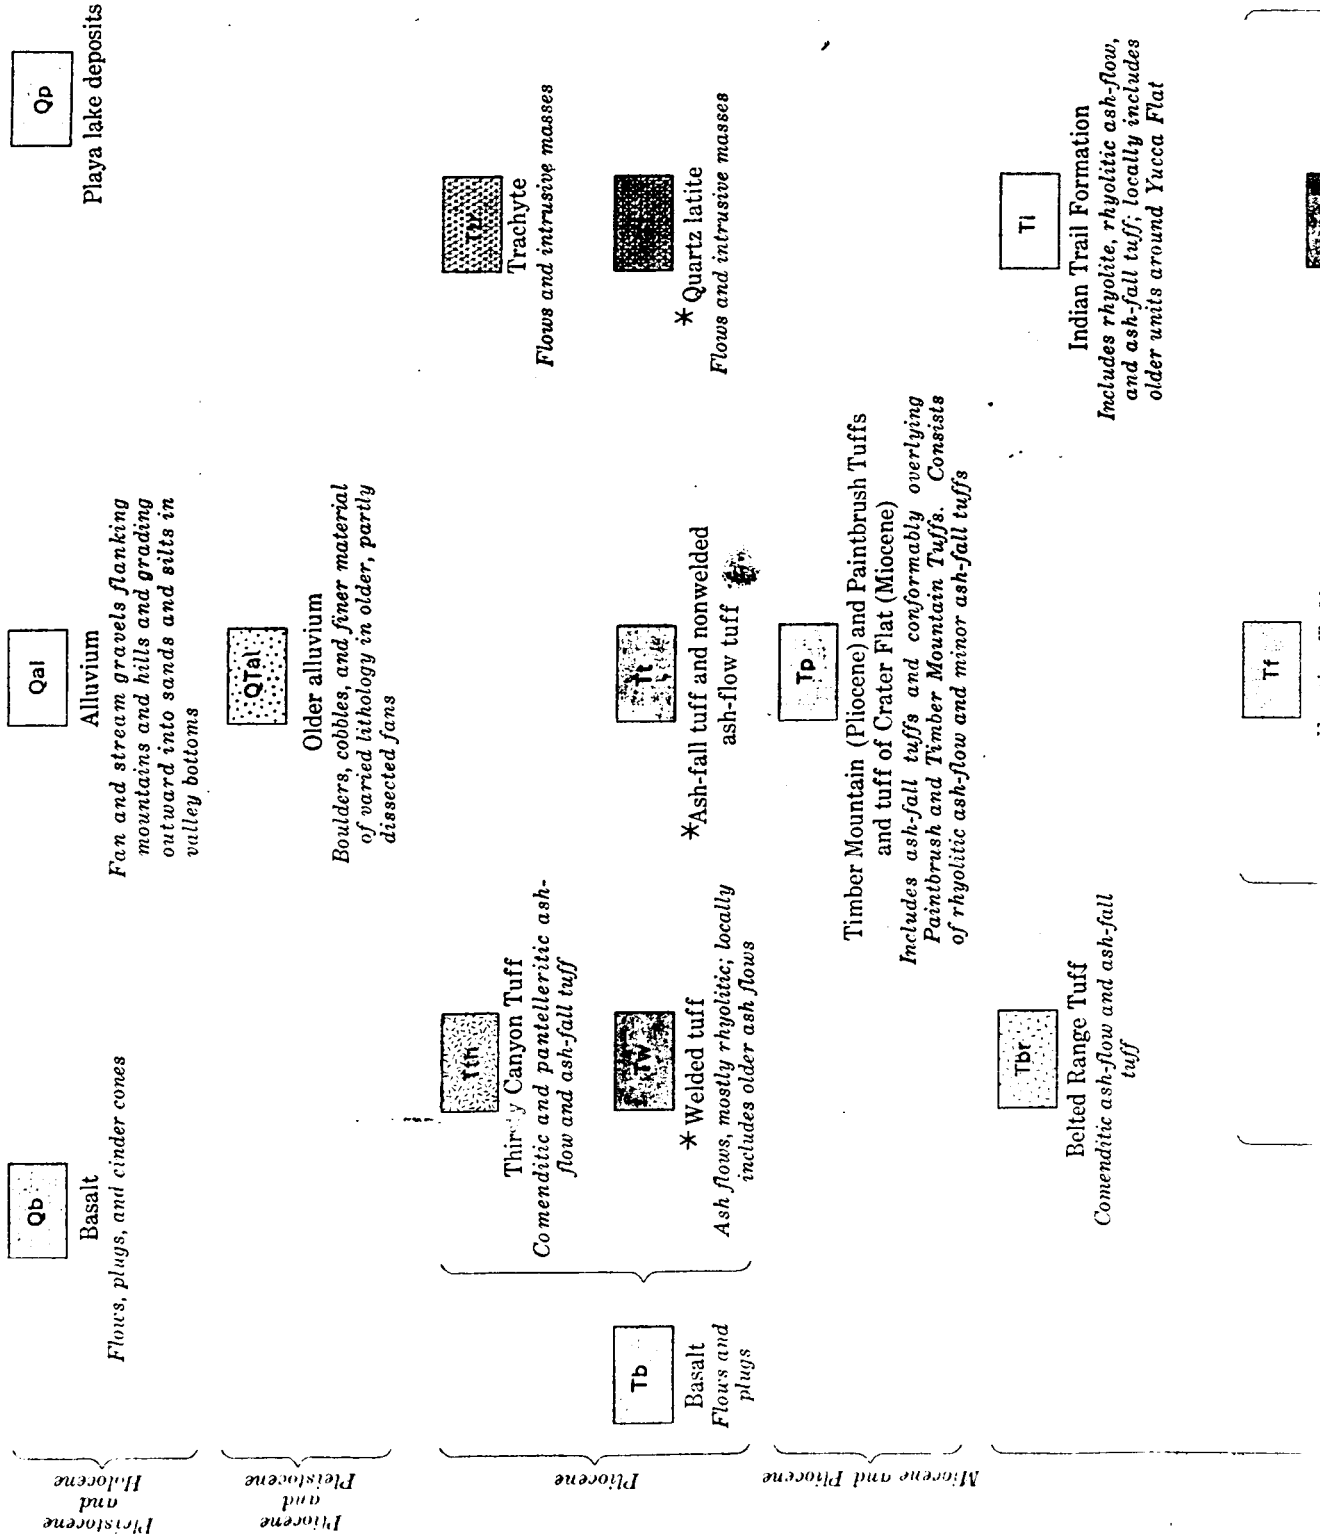 Pleistocene
and
Holocene
Qb
Basalt
Flows, plugs, and cinder cones
Qal
Alluvium
Fan and stream gravels flanking
mountains and hills and grading
outward into sands and silts in
valley bottoms
Qp
Playa lake deposits
Pliocene
and
Pleistocene
QTal
Older alluvium
Boulders, cobbles, and finer material
of varied lithology in older, partly
dissected fans
Pliocene
Tb
Basalt
Flows and
plugs
Tth
Canyon Tuff
Comenditic and pantelleritic ash-
flow and ash-fall tuff
Trachyte
Flows and intrusive masses
Tw
* Welded tuff
Ash flows, mostly rhyolitic; locally
includes older ash flows
Tt
*Ash-fall tuff and nonwelded
ash-flow tuff
* Quartz latite
Flows and intrusive masses
Miocene and Pliocene
Tp
Timber Mountain (Pliocene) and Paintbrush Tuffs
and tuff of Crater Flat (Miocene)
Includes ash-fall tuffs and conformably overlying
Paintbrush and Timber Mountain Tuffs. Consists
of rhyolitic ash-flow and minor ash-fall tuffs
Tbr
Belted Range Tuff
Comenditic ash-flow and ash-fall
tuff
Ti
Indian Trail Formation
Includes rhyolite, rhyolitic ash-flow,
and ash-fall tuff; locally includes
older units around Yucca Flat
Tf